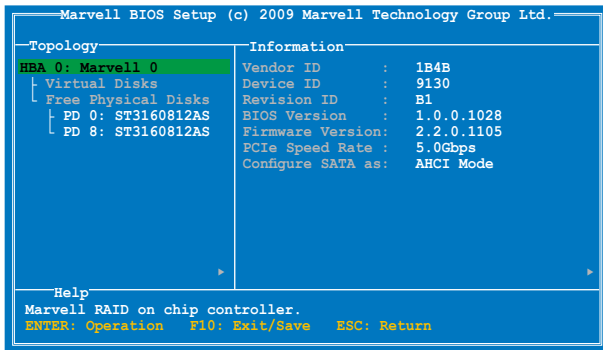 Marvell BIOS Setup (c) 2009 Marvell Technology Group Ltd.
Topology
HBA 0: Marvell 0
Virtual Disks
Free Physical Disks
PD 0: ST3160812AS
PD 8: ST3160812AS
Information
Vendor ID : 1B4B
Device ID : 9130
Revision ID : B1
BIOS Version : 1.0.0.1028
Firmware Version: 2.2.0.1105
PCIe Speed Rate : 5.0Gbps
Configure SATA as: AHCI Mode
Help
Marvell RAID on chip controller.
ENTER: Operation F10: Exit/Save ESC: Return